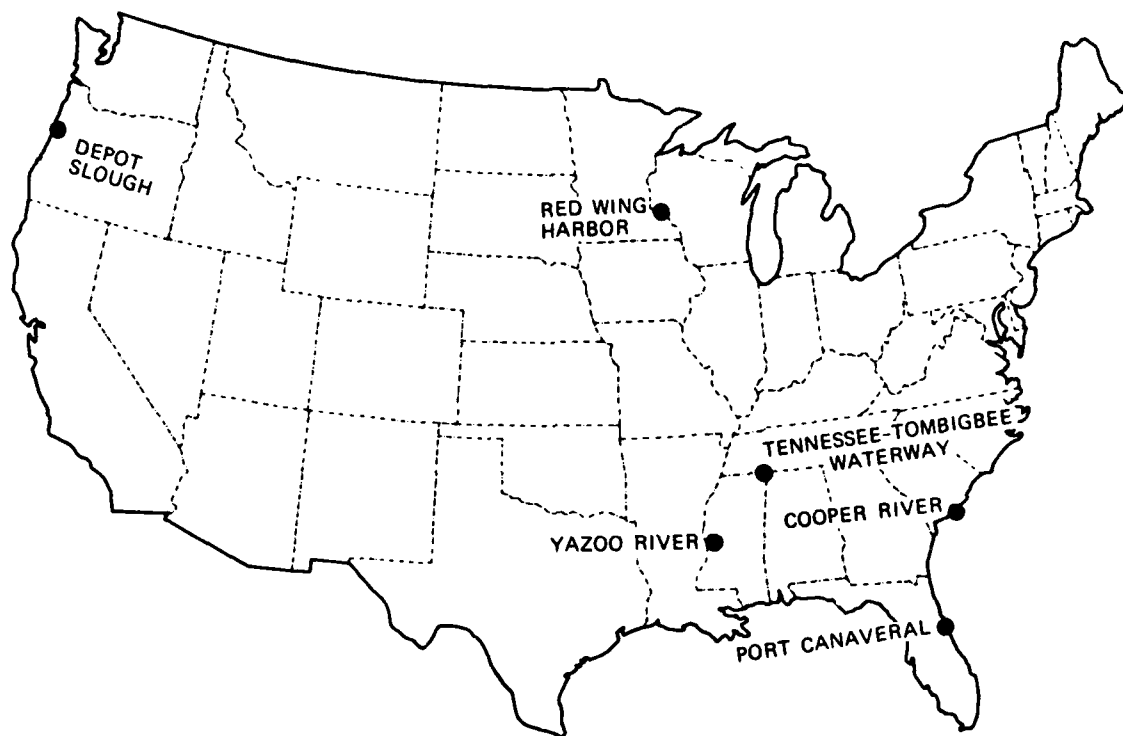 DEPOT
SLOUGH
RED WING
HARBOR
TENNESSEE-TOMBIGBEE
WATERWAY
COOPER RIVER
YAZOO RIVER
PORT CANAVERAL